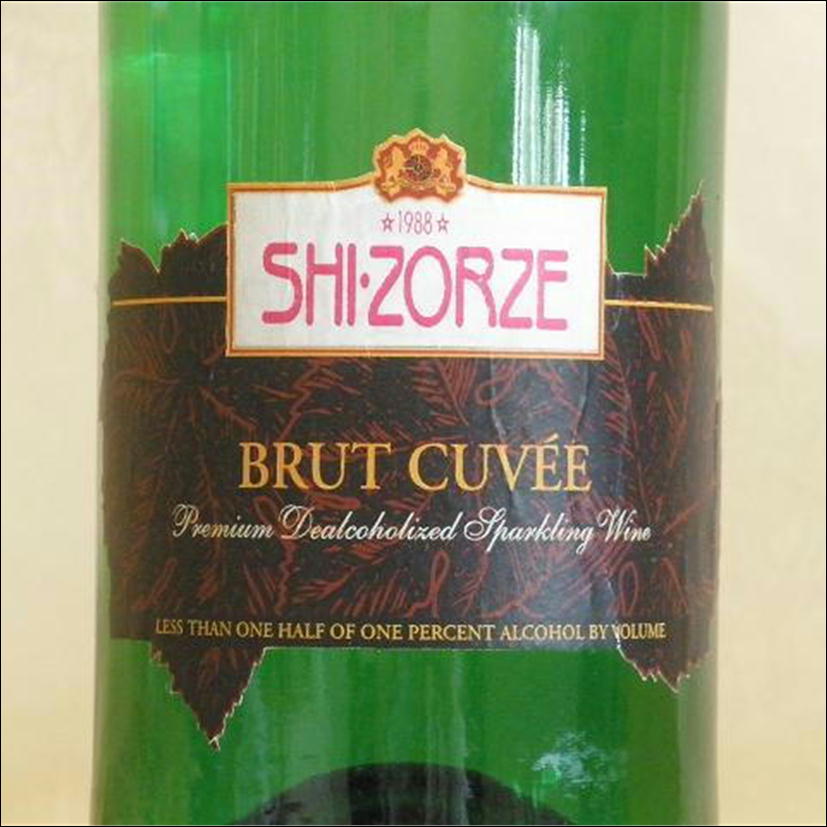 ☆1988☆
SHI·ZORZE
BRUT CUVÉE
Premium Dealcoholized Sparkling Wine
LESS THAN ONE HALF OF ONE PERCENT ALCOHOL BY VOLUME